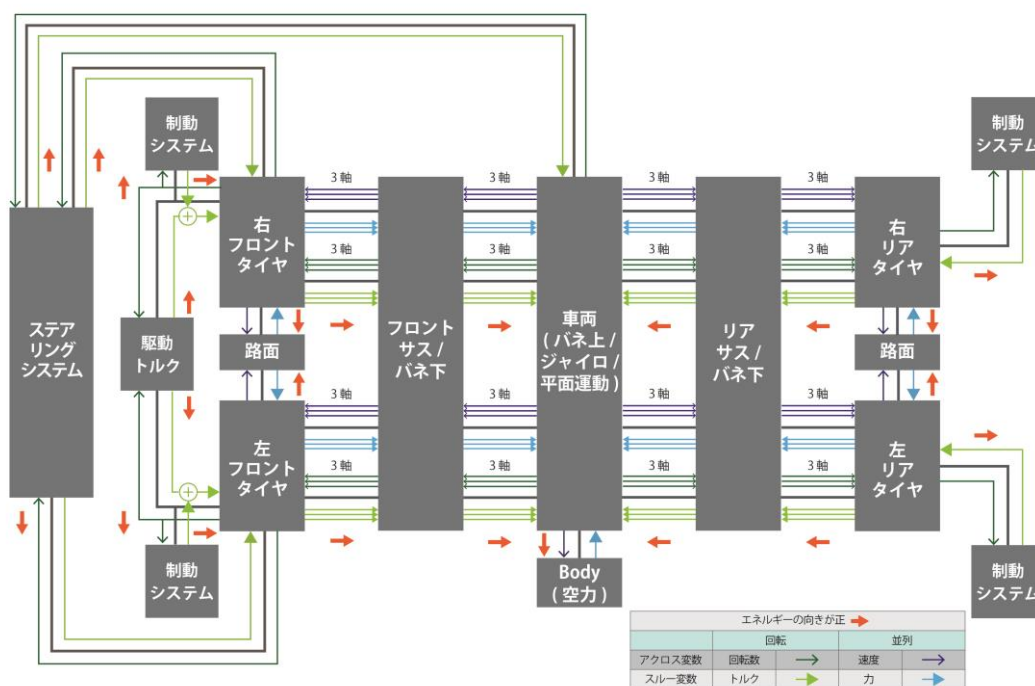 制動
システム
制動
システム
3 軸
3 軸
3 軸
3 軸
右
フロント
タイヤ
右
リア
タイヤ
3 軸
3 軸
3 軸
3 軸
ステア
リング
システム
駆動
トルク
路面
フロント
サス /
バネ下
車両
( バネ上 /
ジャイロ /
平面運動 )
リア
サス /
バネ下
路面
3 軸
3 軸
3 軸
3 軸
左
フロント
タイヤ
左
リア
タイヤ
3 軸
3 軸
3 軸
3 軸
制動
システム
Body
( 空力 )
制動
システム
エネルギーの向きが正
回転 並列
アクロス変数 回転数 速度
スルー変数 トルク 力